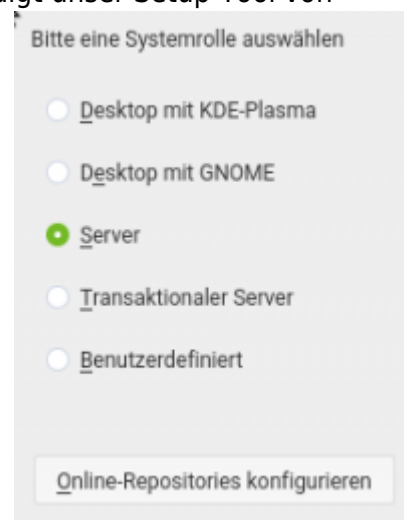 unser Setup-Tool von
Bitte eine Systemrolle auswählen
Desktop mit KDE-Plasma
Desktop mit GNOME
Server
Transaktionaler Server
Benutzerdefiniert
Online-Repositories konfigurieren